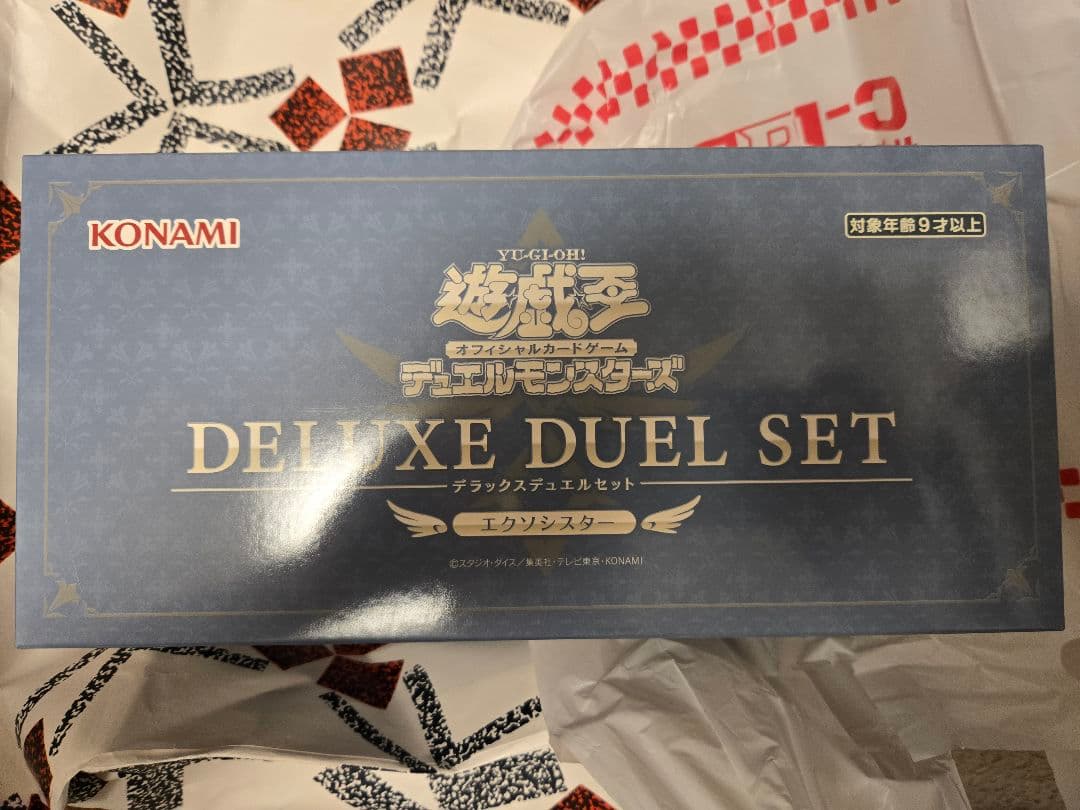 KONAMI
対象年齢9才以上
YU-GI-OH!
遊戯王
オフィシャルカードゲーム
デュエルモンスターズ
DELUXE DUEL SET
デラックスデュエルセット
エクソシスター
©スタジオ・ダイス/集英社・テレビ東京・KONAMI